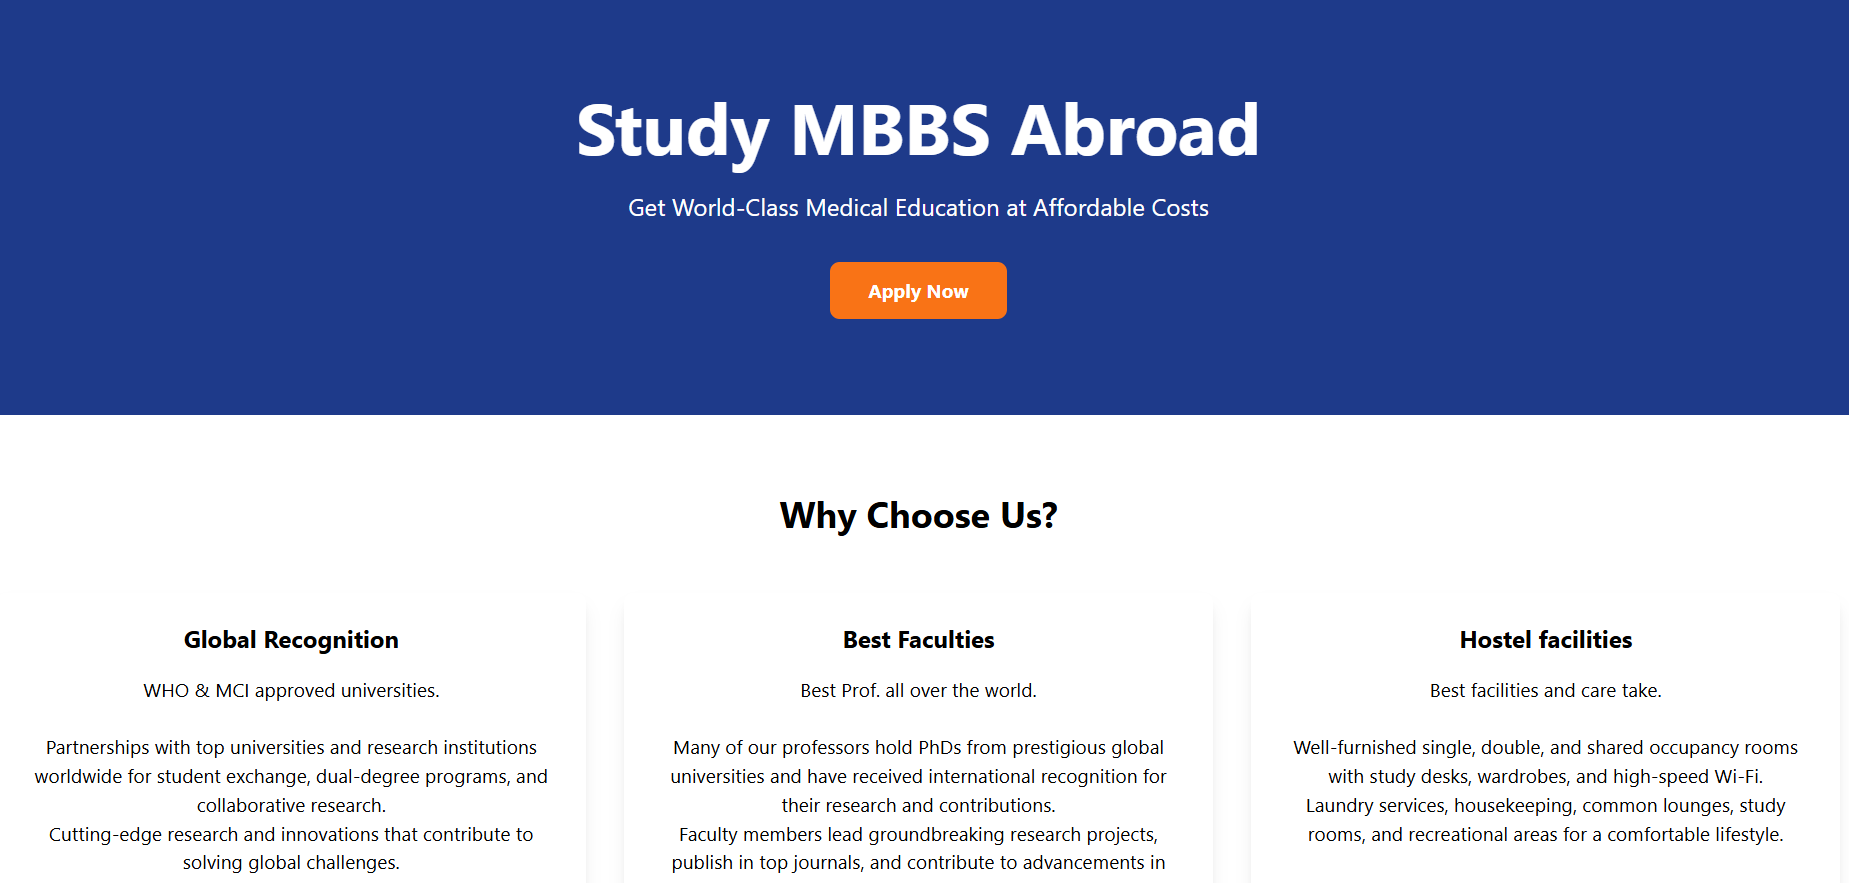 Study MBBS Abroad
Get World-Class Medical Education at Affordable Costs
Apply Now
Why Choose Us?
Global Recognition
WHO & MCI approved universities.
Partnerships with top universities and research institutions
worldwide for student exchange, dual-degree programs, and
collaborative research.
Cutting-edge research and innovations that contribute to
solving global challenges.
Best Faculties
Best Prof. all over the world.
Many of our professors hold PhDs from prestigious global
universities and have received international recognition for
their research and contributions.
Faculty members lead groundbreaking research projects,
publish in top journals, and contribute to advancements in
Hostel facilities
Best facilities and care take.
Well-furnished single, double, and shared occupancy rooms
with study desks, wardrobes, and high-speed Wi-Fi.
Laundry services, housekeeping, common lounges, study
rooms, and recreational areas for a comfortable lifestyle.